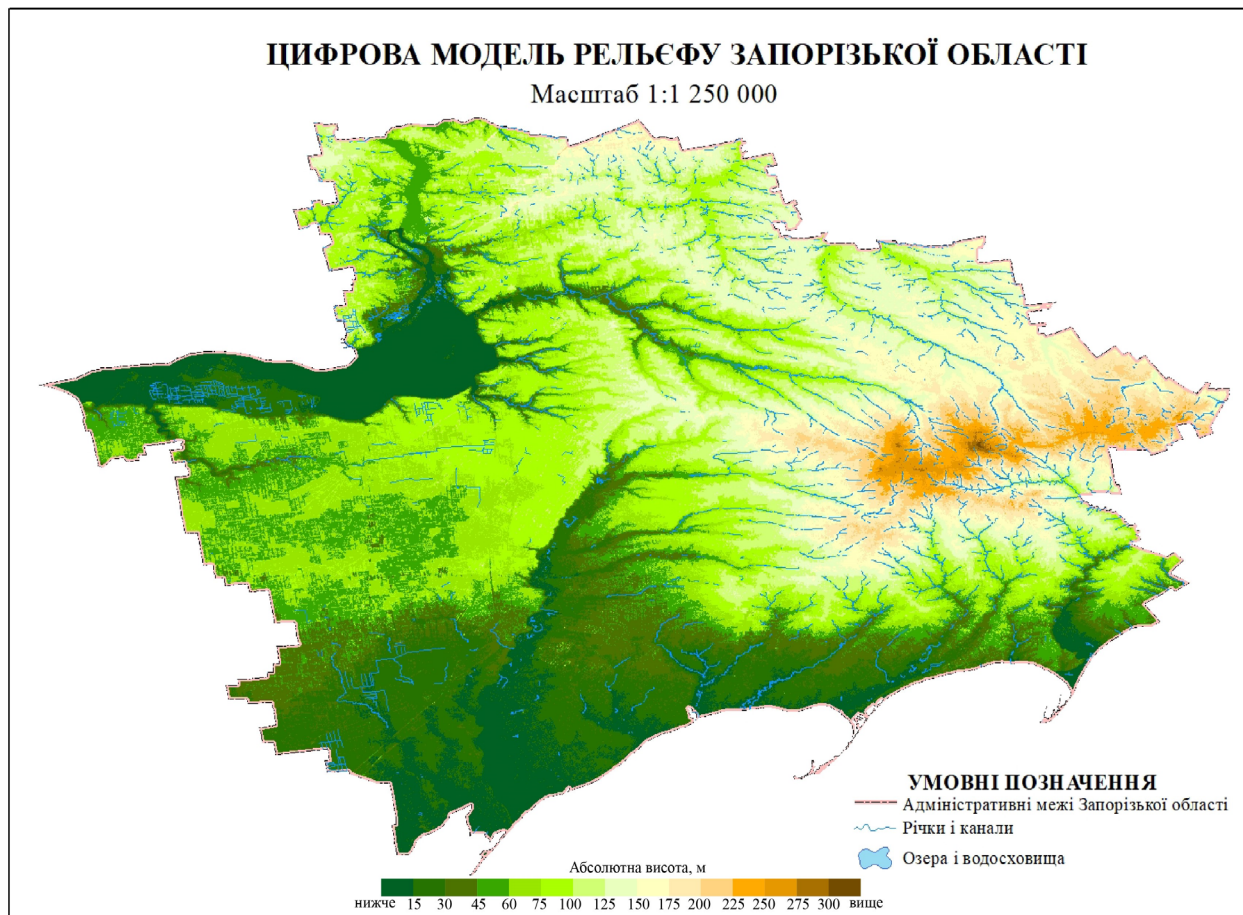 ЦИФРОВА МОДЕЛЬ РЕЛЬЄФУ ЗАПОРІЗЬКОЇ ОБЛАСТІ
Масштаб 1:1 250 000
УМОВНІ ПОЗНАЧЕННЯ
Адміністративні межі Запорізької області
Річки і канали
Озера і водосховища
Абсолютна висота, м
нижче 15 30 45 60 75 100 125 150 175 200 225 250 275 300 вище